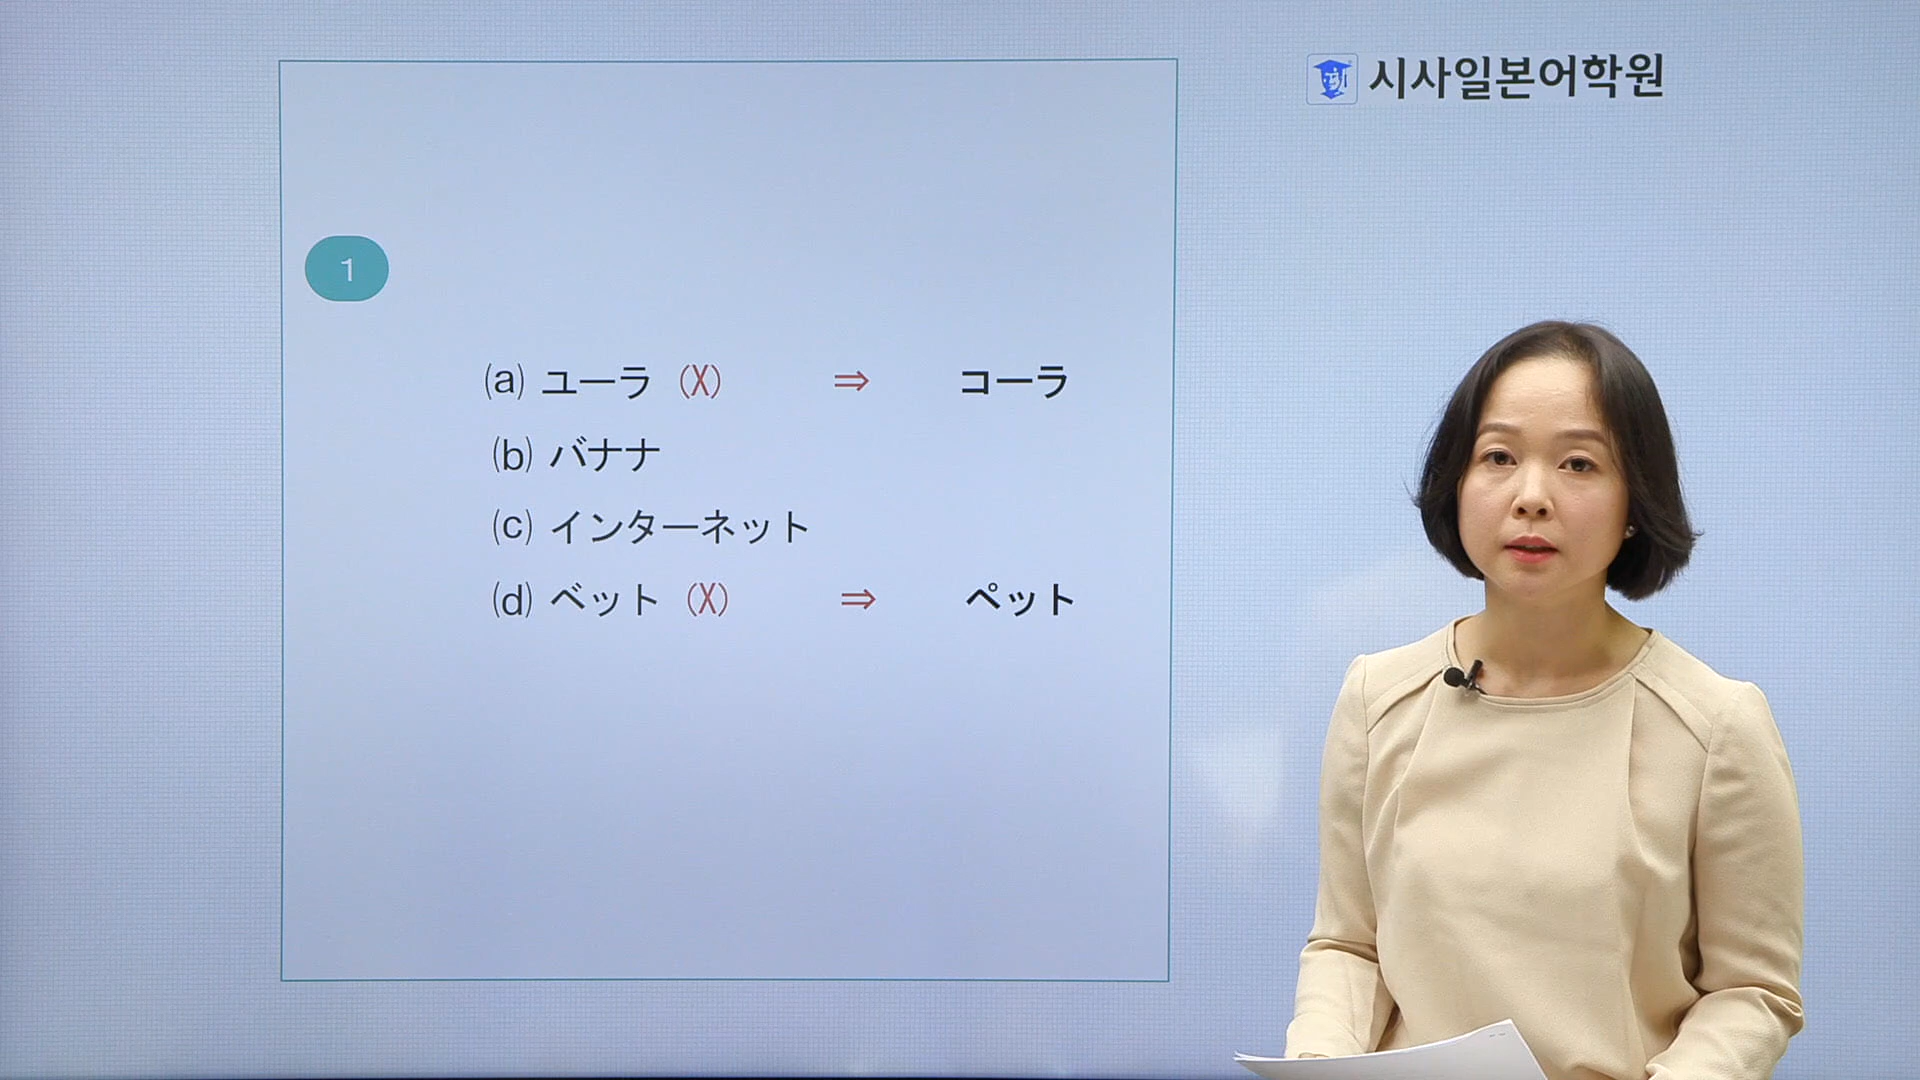 시사일본어학원
1
(a) ユーラ (X) ⇒ コーラ
(b) バナナ
(c) インターネット
(d) ベット (X) ⇒ ペット